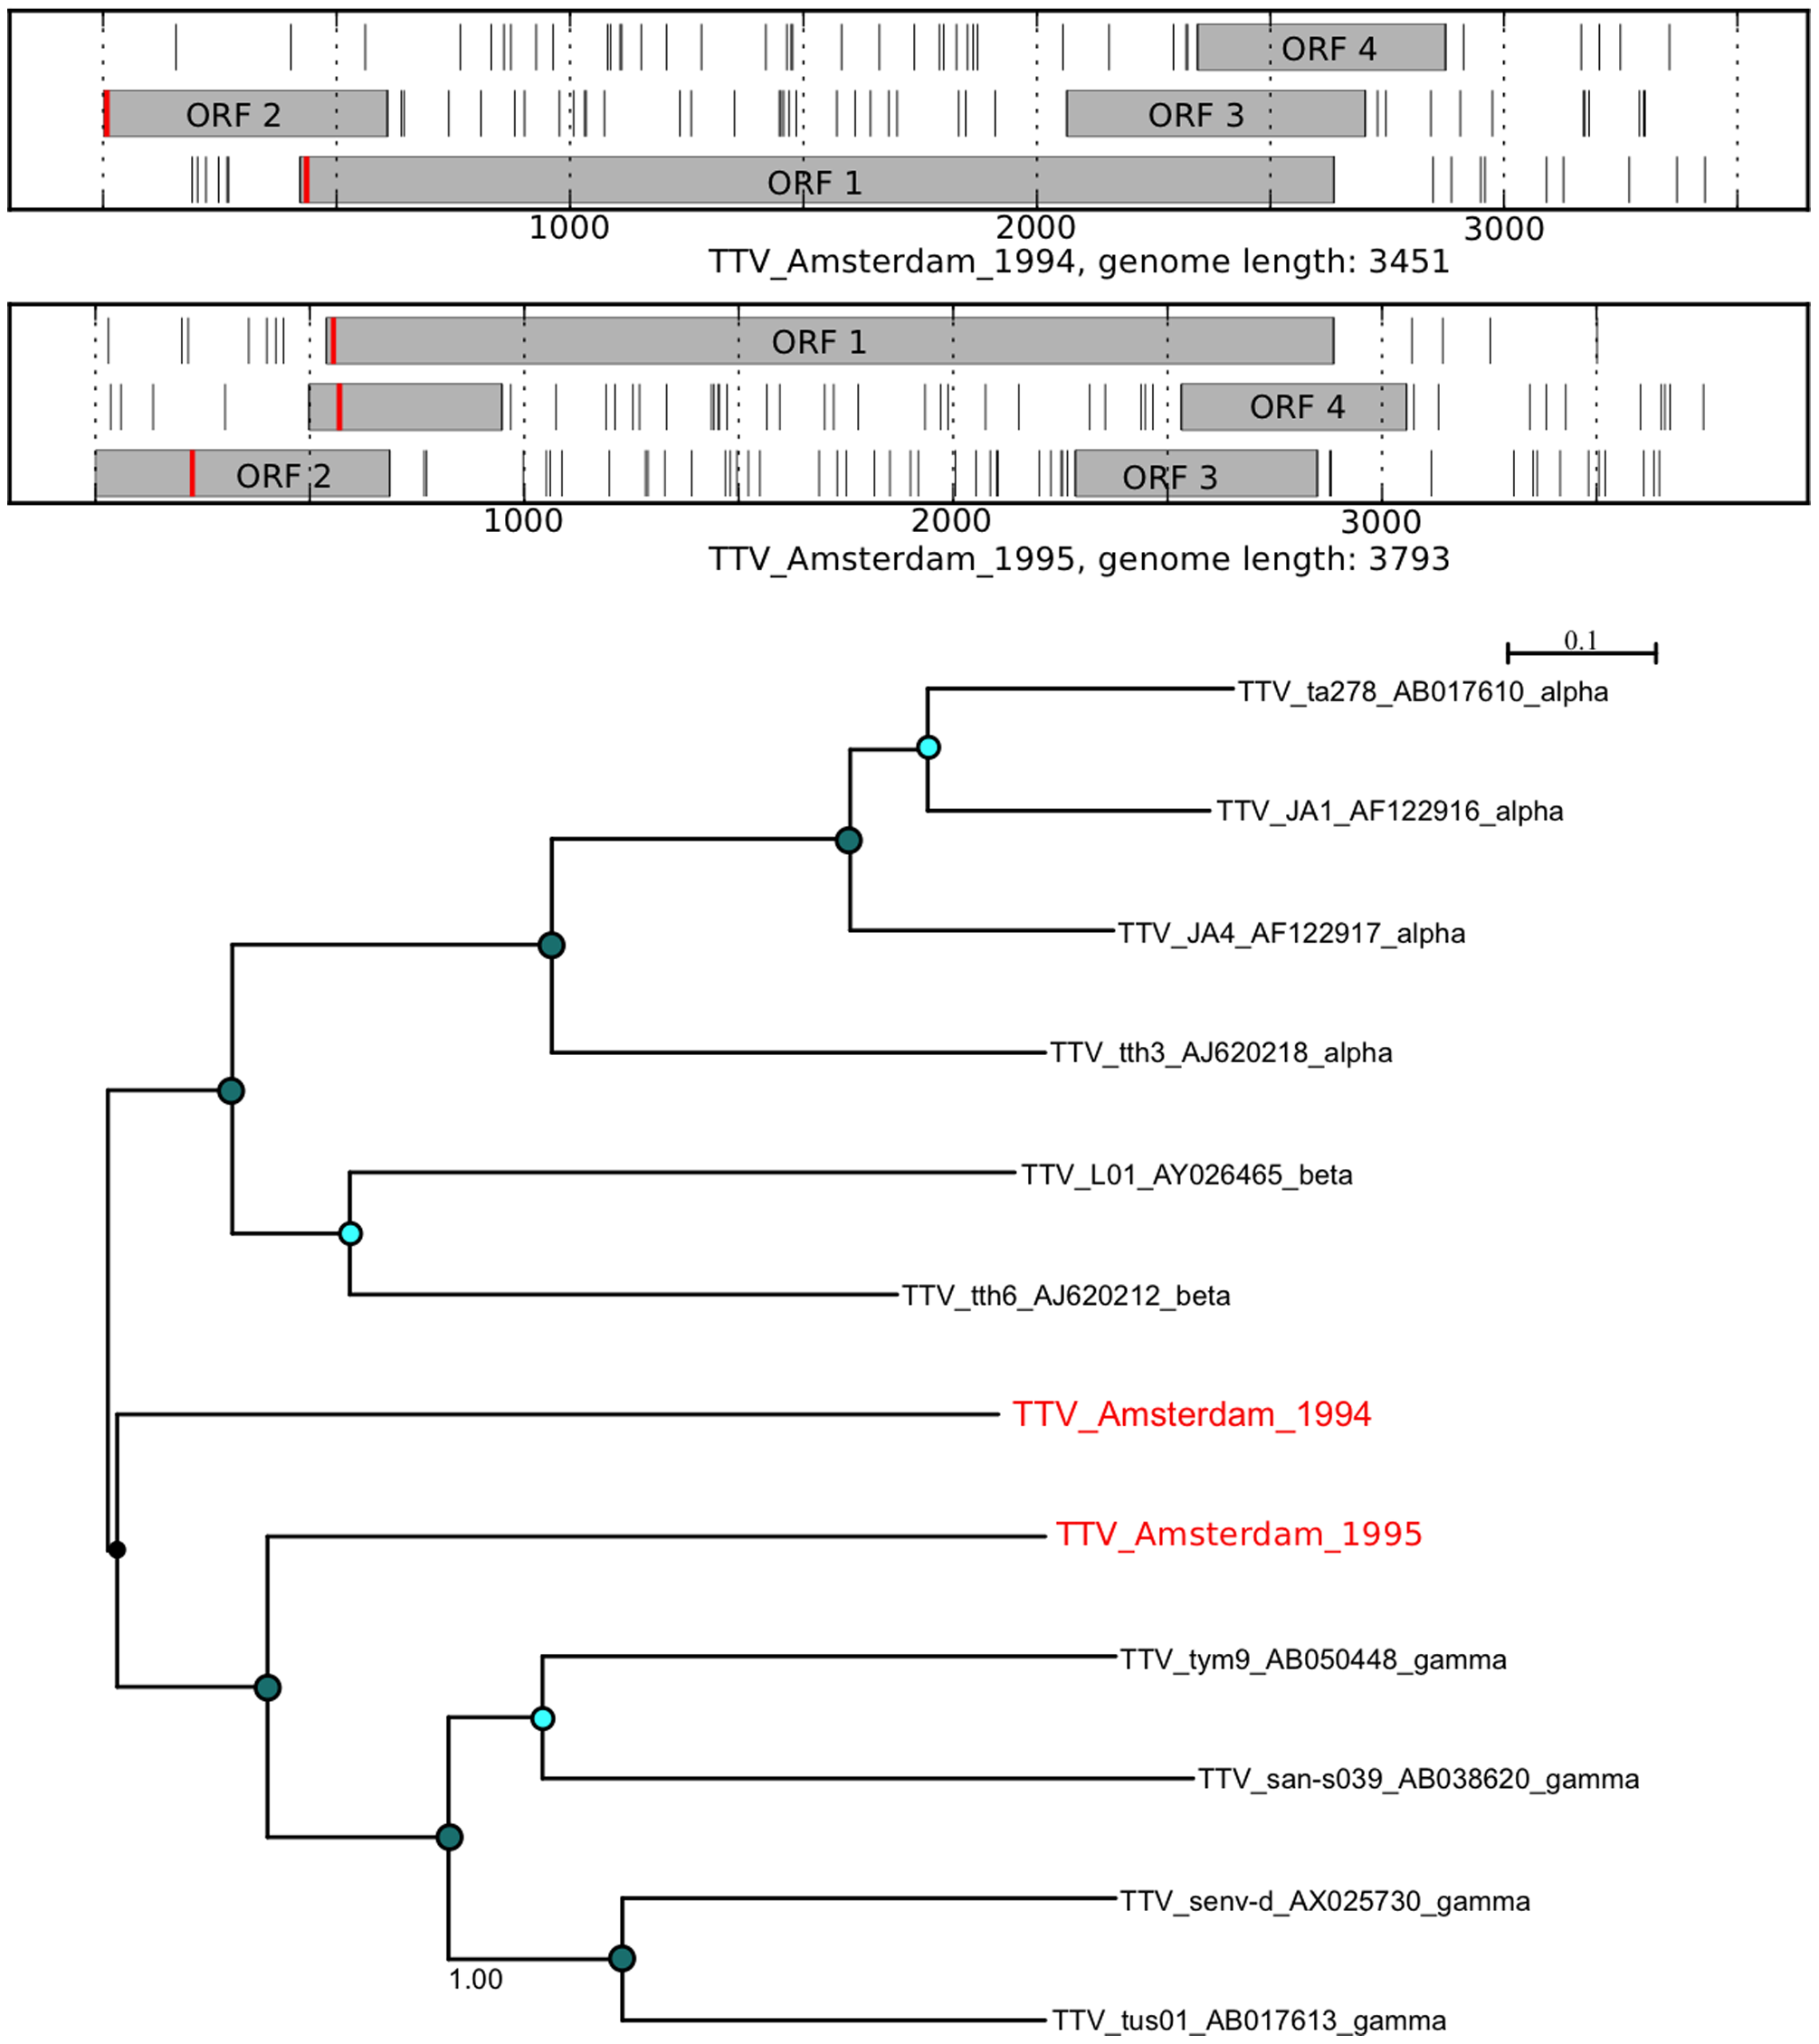 ORF 4
ORF 2
ORF 3
ORF 1
1000 2000 3000
TTV_Amsterdam_1994, genome length: 3451
ORF 1
ORF 4
ORF 2
ORF 3
1000 2000 3000
TTV_Amsterdam_1995, genome length: 3793
0.1
TTV_ta278_AB017610_alpha
TTV_JA1_AF122916_alpha
TTV_JA4_AF122917_alpha
TTV_tth3_AJ620218_alpha
TTV_L01_AY026465_beta
TTV_tth6_AJ620212_beta
TTV_Amsterdam_1994
TTV_Amsterdam_1995
TTV_tym9_AB050448_gamma
TTV_san-s039_AB038620_gamma
TTV_senv-d_AX025730_gamma
1.00
TTV_tus01_AB017613_gamma